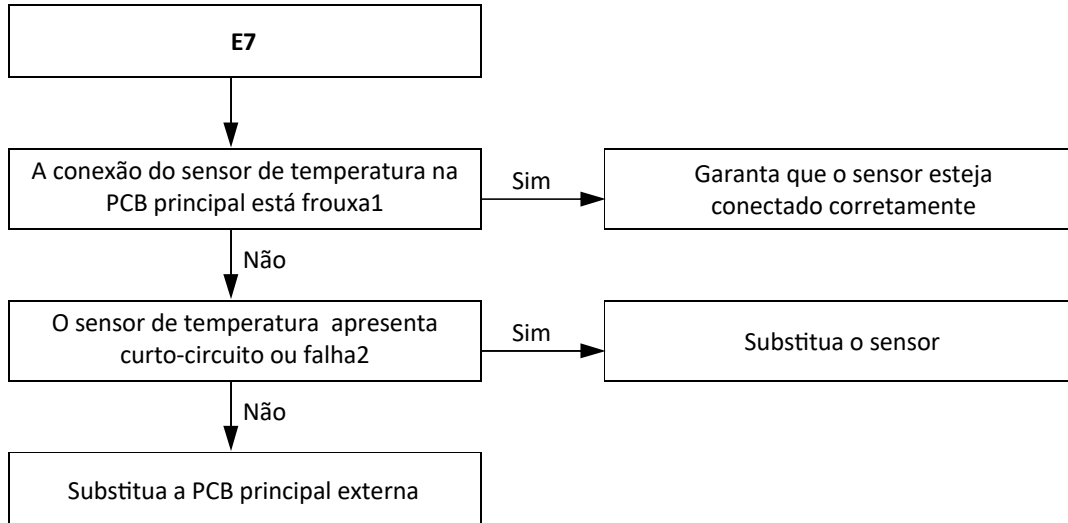 E7
A conexão do sensor de temperatura na
PCB principal está frouxa1
Sim
Garanta que o sensor esteja
conectado corretamente
Não
O sensor de temperatura apresenta
curto-circuito ou falha2
Sim
Substitua o sensor
Não
Substitua a PCB principal externa